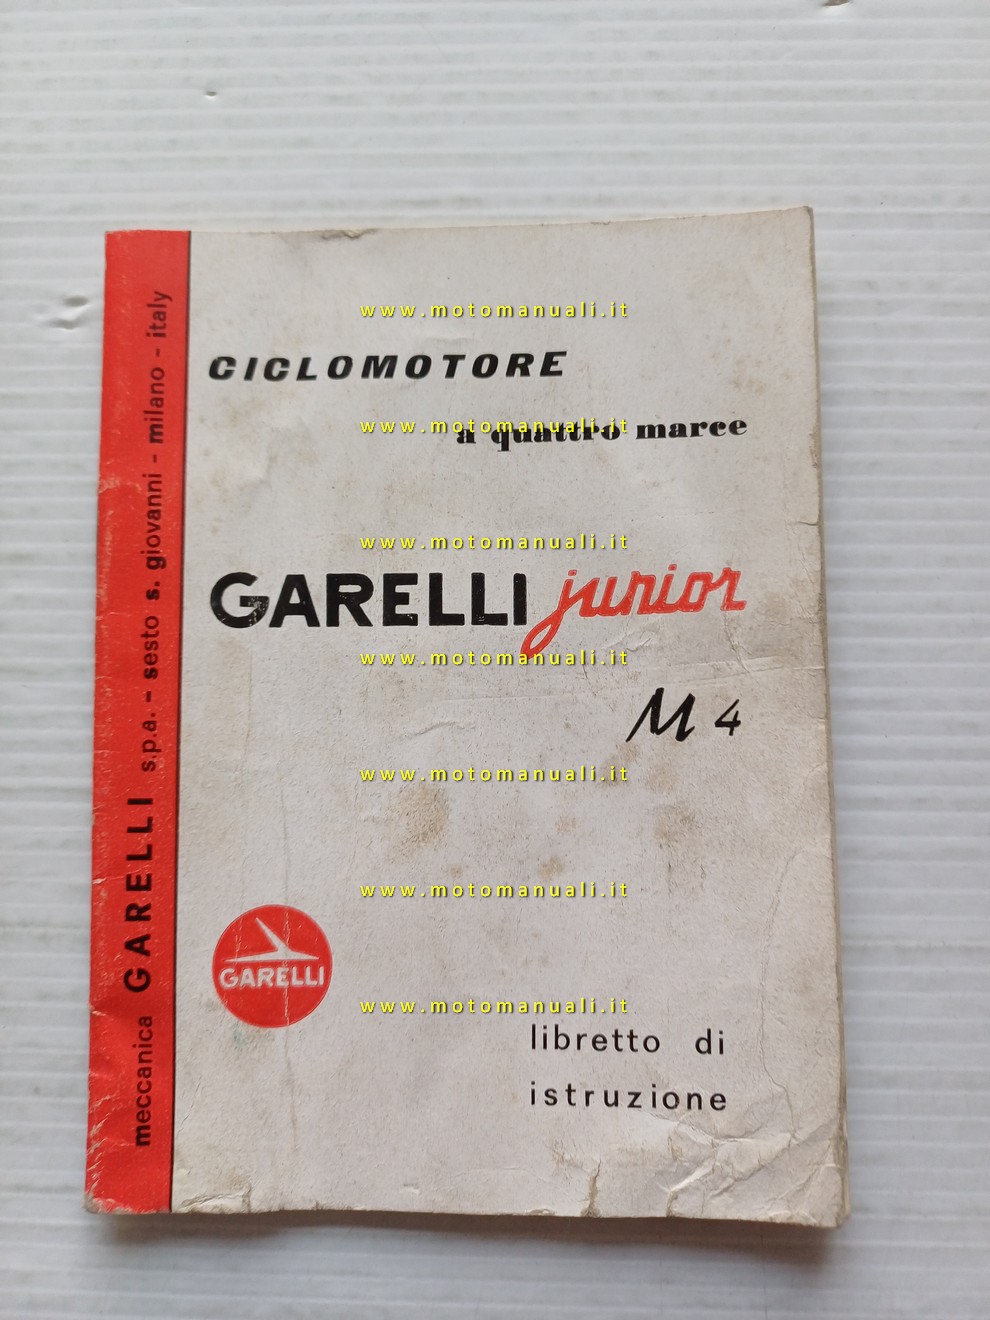 meccanica GARELLI s.p.a. - sesto s. giovanni - milano - italy
www.motomanuali.it
CICLOMOTORE
www.motomanuali.it
a quattro marce
www.motomanuali.it
GARELLI junior
www.motomanuali.it
M4
www.motomanuali.it
www.motomanuali.it
GARELLI
www.motomanuali.it
libretto di
istruzione